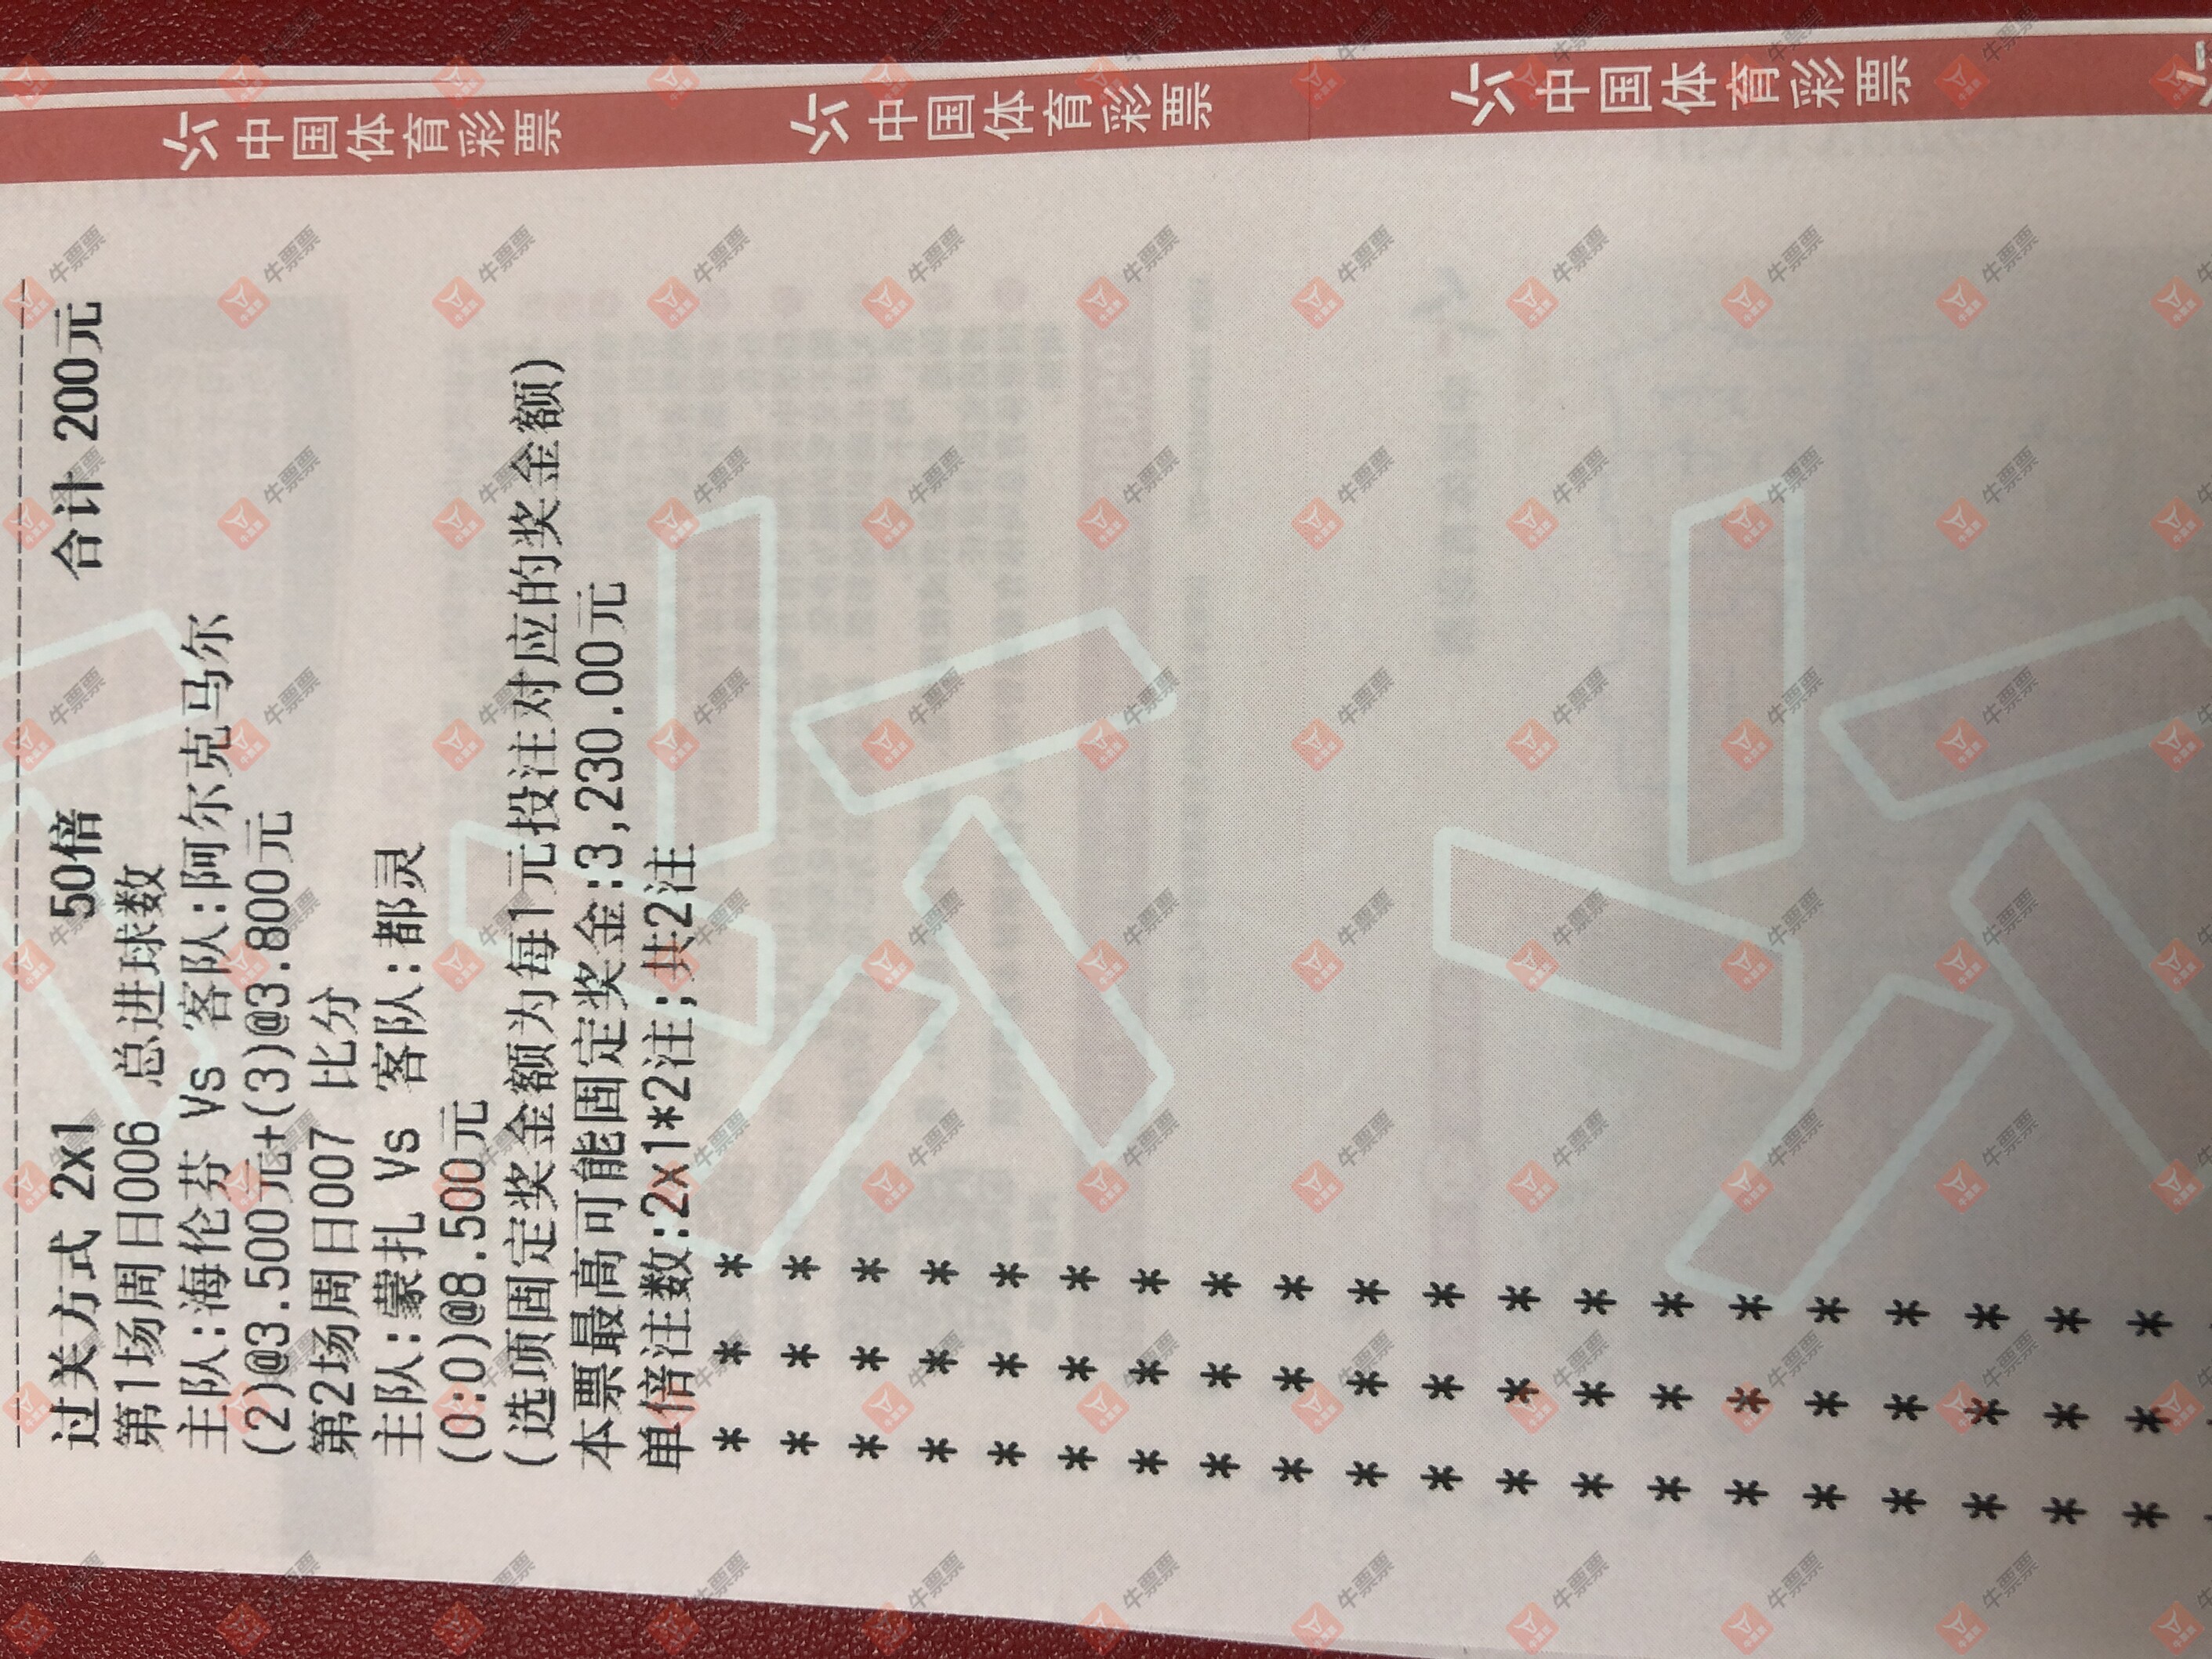 中国体育彩票 中国体育彩票 中国体育彩票
过关方式 2x1 50倍 合计 200元
第1场周日006 总进球数
主队:海伦芬 Vs 客队:阿尔克马尔
(2)@3.500元+(3)@3.800元
第2场周日007 比分
主队:蒙扎 Vs 客队:都灵
(0:0)@8.500元
(选项固定奖金额为每1元投注对应的奖金额)
本票最高可能固定奖金:3,230.00元
单倍注数:2x1*2注;共2注
牛票票